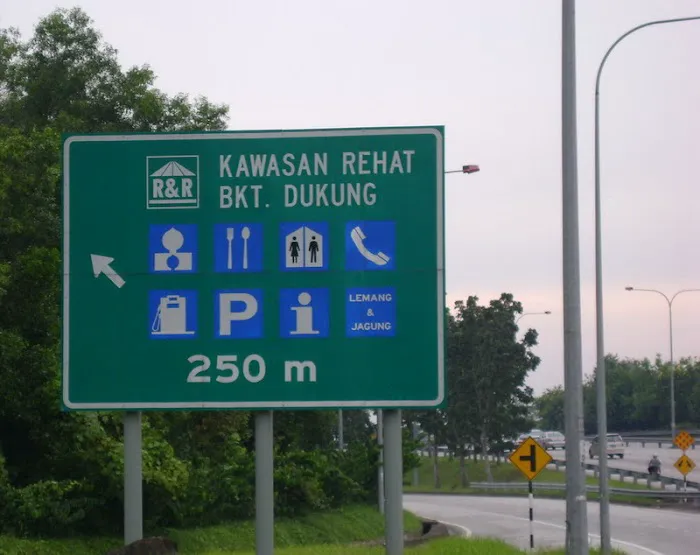 R&R
KAWASAN REHAT
BKT. DUKUNG
P
i
LEMANG
&
JAGUNG
250 m